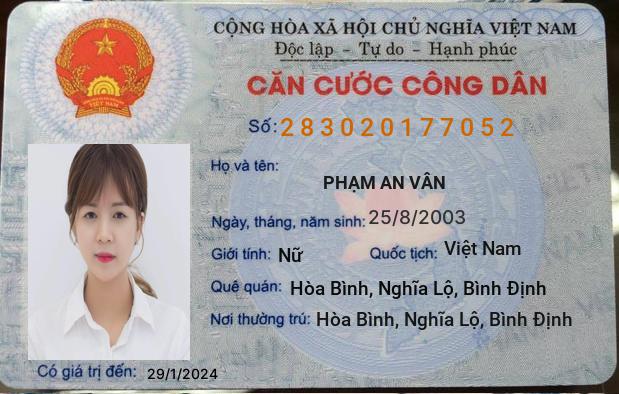 CỘNG HÒA XÃ HỘI CHỦ NGHĨA VIỆT NAM
Độc lập - Tự do - Hạnh phúc
CĂN CƯỚC CÔNG DÂN
Số: 283020177052
Họ và tên:
PHẠM AN VÂN
Ngày, tháng, năm sinh: 25/8/2003
Giới tính: Nữ Quốc tịch: Việt Nam
Quê quán: Hòa Bình, Nghĩa Lộ, Bình Định
Nơi thường trú: Hòa Bình, Nghĩa Lộ, Bình Định
Có giá trị đến: 29/1/2024